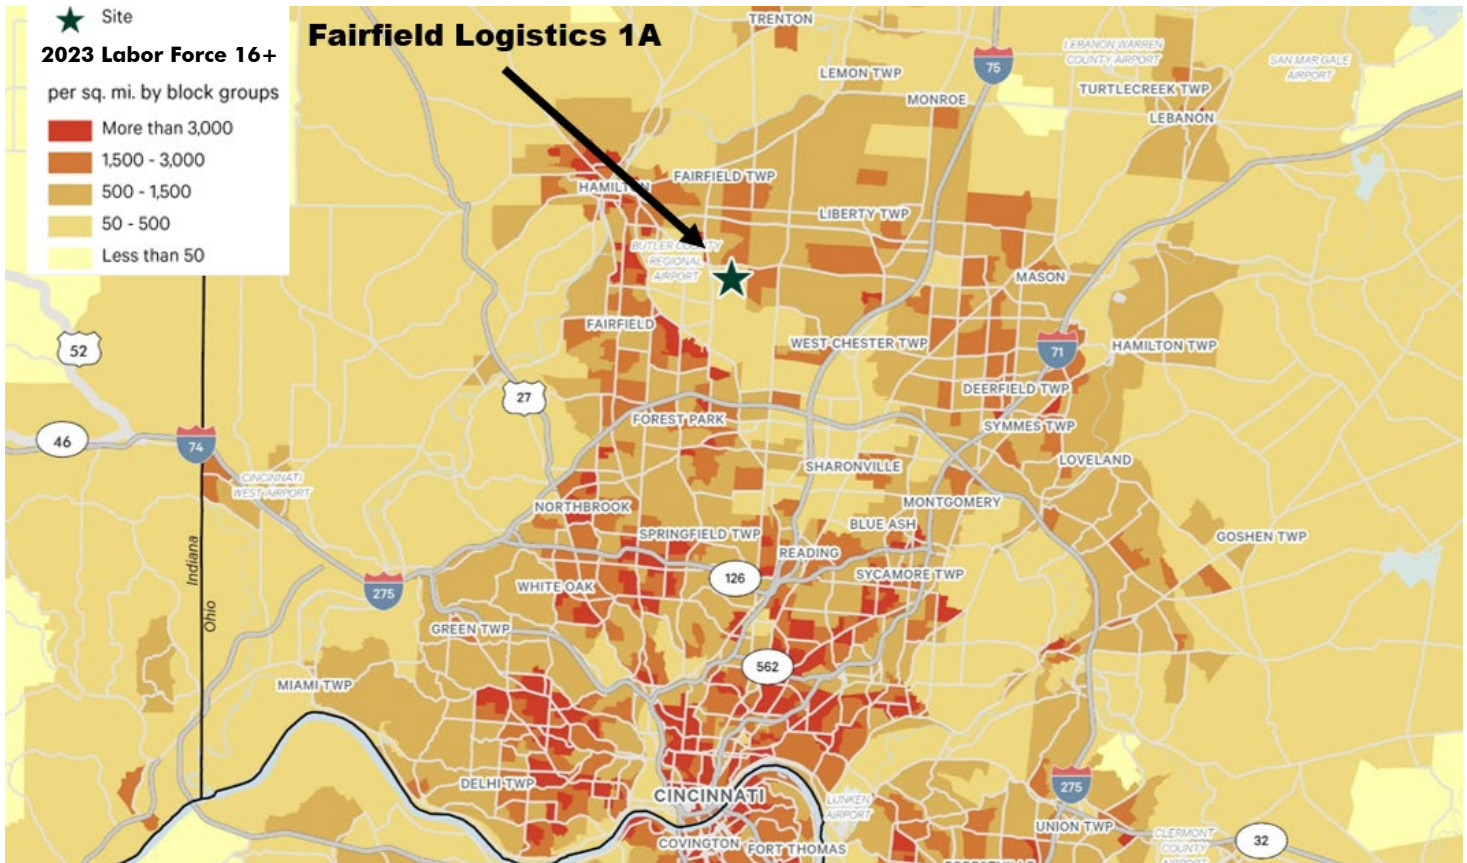 Site
2023 Labor Force 16+
per sq. mi. by block groups
More than 3,000
1,500 - 3,000
500 - 1,500
50 - 500
Less than 50
Fairfield Logistics 1A
TRENTON
LEMON TWP
75
LEBANON WARREN
COUNTY AIRPORT
SAN MAR GALE
AIRPORT
MONROE
TURTLECREEK TWP
LEBANON
HAMILTON
FAIRFIELD TWP
LIBERTY TWP
BUTLER COUNTY
REGIONAL
AIRPORT
MASON
FAIRFIELD
WEST CHESTER TWP
71
HAMILTON TWP
52
27
DEERFIELD TWP
FOREST PARK
SYMMES TWP
46
74
SHARONVILLE
LOVELAND
CINCINNATI
WEST AIRPORT
NORTHBROOK
MONTGOMERY
BLUE ASH
SPRINGFIELD TWP
READING
GOSHEN TWP
Indiana
Ohio
275
WHITE OAK
126
SYCAMORE TWP
GREEN TWP
562
MIAMI TWP
DELHI TWP
CINCINNATI
LUNKEN
AIRPORT
275
UNION TWP
COVINGTON
FORT THOMAS
CLERMONT
COUNTY
AIRPORT
32
FORESTVILLE